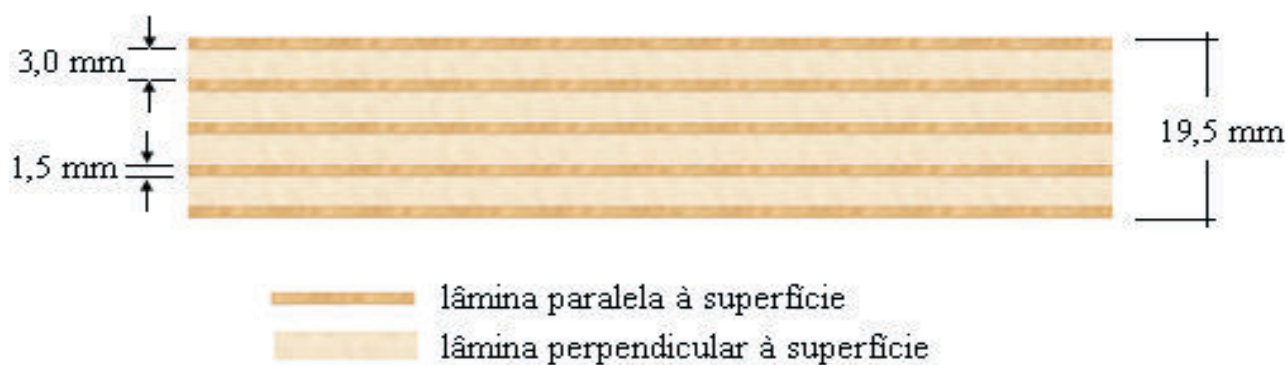 3,0 mm
1,5 mm
19,5 mm
lâmina paralela à superfície
lâmina perpendicular à superfície